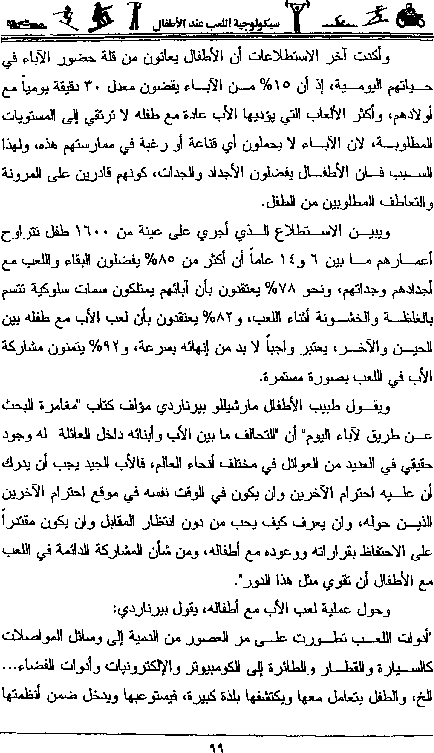 سيكولوجية اللعب عند الأطفال
وأكدت آخر الاستطلاعات أن الأطفال يعانون من قلة حضور الآباء في
حياتهم اليومية، إذ أن ١٥% من الآباء يقضون معدل ٣٠ دقيقة يومياً مع
أولادهم، وأكثر الألعاب التي يؤديها الأب عادة مع طفله لا ترتقي إلى المستويات
المطلوبة، لان الآباء لا يحملون أي قناعة أو رغبة في ممارستهم هذه، ولهذا
السبب فان الأطفال يفضلون الأجداد والجدات، كونهم قادرين على المرونة
والتعاطف المطلوبين من الطفل.
ويبين الاستطلاع الذي أجري على عينة من ١٦٠٠ طفل تتراوح
أعمارهم ما بين ٦ و١٤ عاماً أن أكثر من ٨٥% يفضلون البقاء واللعب مع
أجدادهم وجداتهم، ونحو ٧٨% يعتقدون بأن آبائهم يمتلكون سمات سلوكية تتسم
بالغلظة والخشونة أثناء اللعب، و٨٢% يعتقدون بأن لعب الأب مع طفله بين
الحين والآخر، يعتبر واجباً لا بد من إنهائه بسرعة، و٩٢% يتمنون مشاركة
الأب في اللعب بصورة مستمرة.
ويقول طبيب الأطفال مارشيللو بيرناردي مؤلف كتاب "مغامرة البحث
عن طريق لآباء اليوم" أن "التحالف ما بين الأب وأبنائه داخل العائلة له وجود
حقيقي في العديد من العوائل في مختلف أنحاء العالم، فالأب الجيد يجب أن يدرك
أن عليه احترام الآخرين وان يكون في الوقت نفسه في موقع احترام الآخرين
الذين حوله، وان يعرف كيف يحب من دون انتظار المقابل وان يكون مقتدراً
على الاحتفاظ بقراراته ووعوده مع أطفاله، ومن شأن المشاركة الدائمة في اللعب
مع الأطفال أن تقوي مثل هذا الدور".
وحول عملية لعب الأب مع أطفاله، يقول بيرناردي:
"أدوات اللعب تطورت على مر العصور من الدمية إلى وسائل المواصلات
كالسيارة والقطار والطائرة إلى الكومبيوتر والإلكترونيات وأدوات الفضاء...
الخ، والطفل يتعامل معها ويكتشفها بلذة كبيرة، فيستوعبها ويدخل ضمن أنظمتها
٩٩